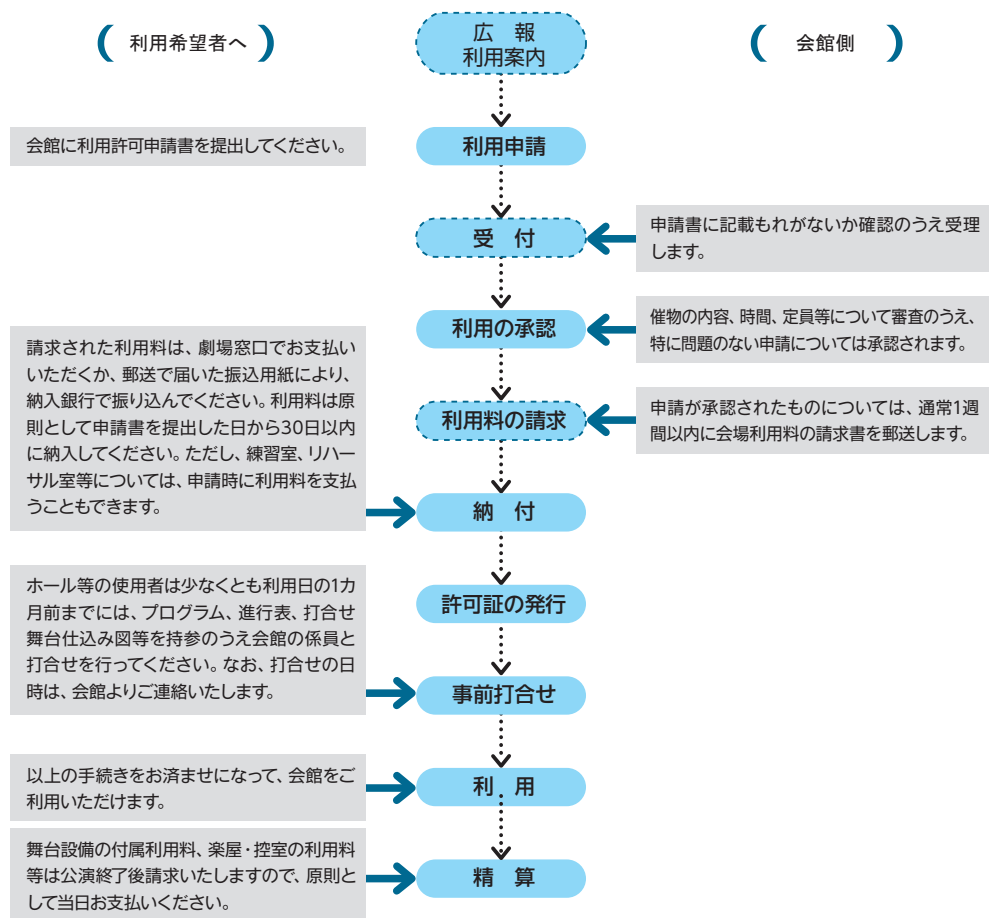 利用希望者へ
広　報
利用案内
会館側
会館に利用許可申請書を提出してください。
利用申請
受　付
申請書に記載もれがないか確認のうえ受理
します。
利用の承認
催物の内容、時間、定員等について審査のうえ、
特に問題のない申請については承認されます。
請求された利用料は、劇場窓口でお支払い
いただくか、郵送で届いた振込用紙により、
納入銀行で振り込んでください。利用料は原
則として申請書を提出した日から30日以内
に納入してください。ただし、練習室、リハー
サル室等については、申請時に利用料を支払
うこともできます。
利用料の請求
申請が承認されたものについては、通常1週
間以内に会場利用料の請求書を郵送します。
納　付
ホール等の使用者は少なくとも利用日の1カ
月前までには、プログラム、進行表、打合せ
舞台仕込み図等を持参のうえ会館の係員と
打合せを行ってください。なお、打合せの日
時は、会館よりご連絡いたします。
許可証の発行
事前打合せ
以上の手続きをお済ませになって、会館をご
利用いただけます。
利　用
舞台設備の付属利用料、楽屋・控室の利用料
等は公演終了後請求いたしますので、原則と
して当日お支払いください。
精　算